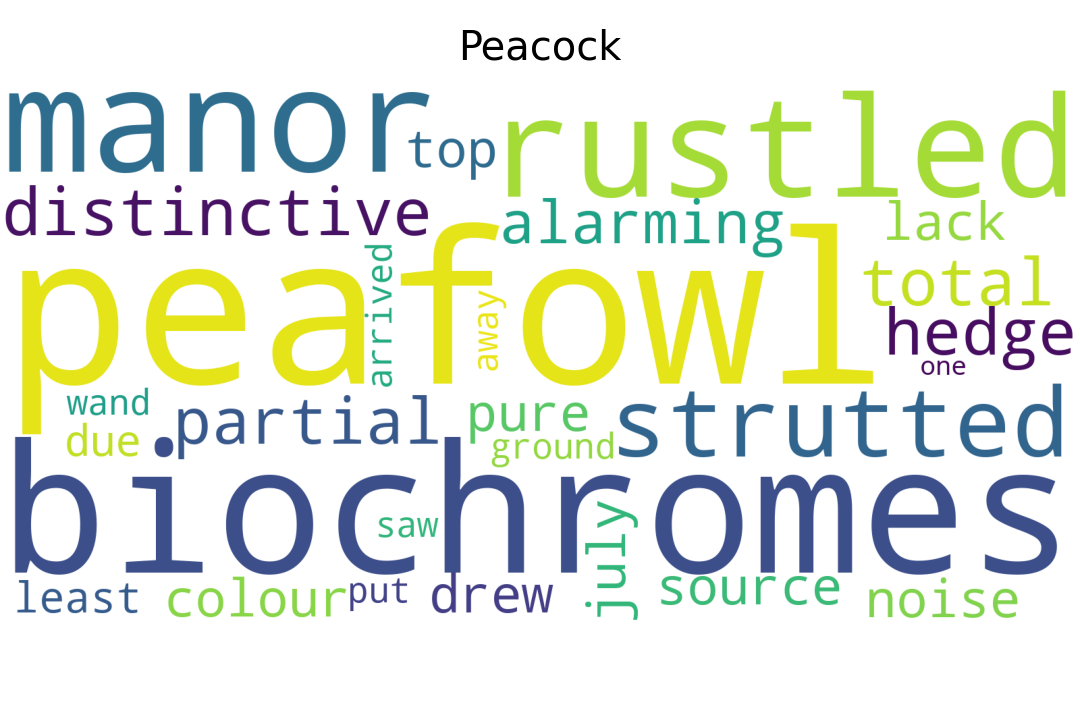 Peacock
manor
top
rustled
distinctive
alarming
lack
peafowl
arrived
away
total
hedge
one
wand
partial
pure
strutted
due
ground
biochromes
saw
july
least
colour
put
drew
source
noise